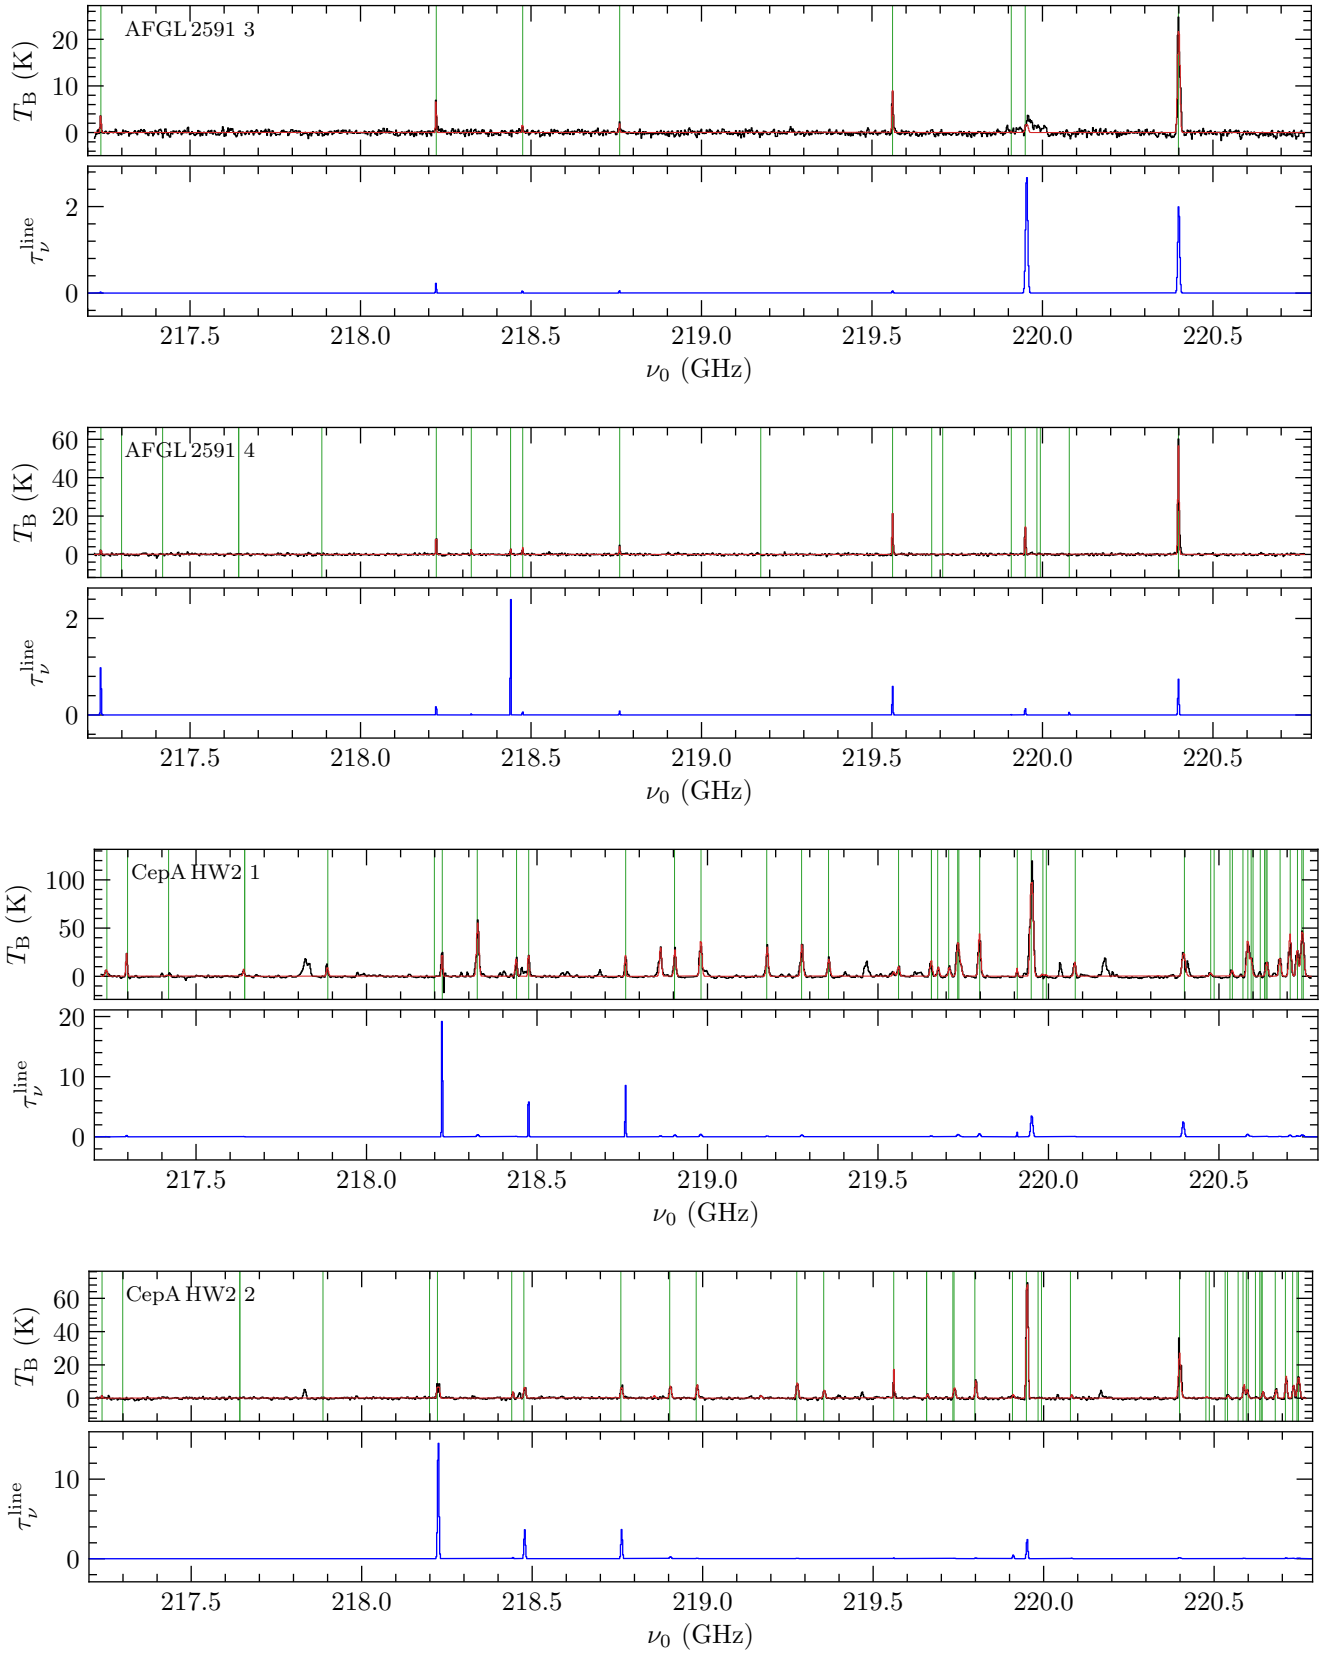 AFGL 2591 3
T_B (K)
20
10
0
τ_ν^line
2
0
217.5 218.0 218.5 219.0 219.5 220.0 220.5
ν_0 (GHz)
AFGL 2591 4
T_B (K)
60
40
20
0
τ_ν^line
2
0
217.5 218.0 218.5 219.0 219.5 220.0 220.5
ν_0 (GHz)
CepA HW2 1
T_B (K)
100
50
0
τ_ν^line
20
10
0
217.5 218.0 218.5 219.0 219.5 220.0 220.5
ν_0 (GHz)
CepA HW2 2
T_B (K)
60
40
20
0
τ_ν^line
10
0
217.5 218.0 218.5 219.0 219.5 220.0 220.5
ν_0 (GHz)